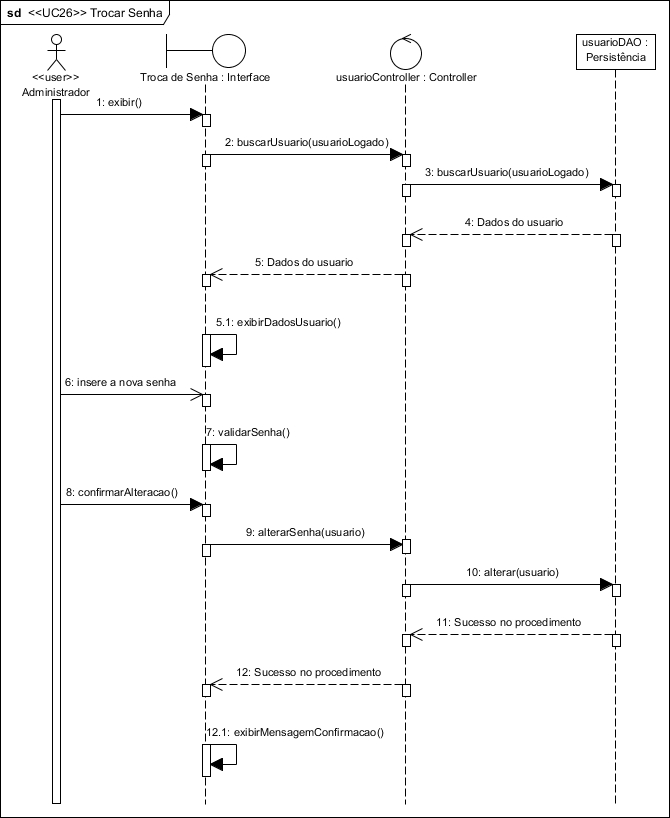 sd <<UC26>> Trocar Senha
<<user>>
Administrador
Troca de Senha : Interface
usuarioController : Controller
usuarioDAO :
Persistência
1: exibir()
2: buscarUsuario(usuarioLogado)
3: buscarUsuario(usuarioLogado)
4: Dados do usuario
5: Dados do usuario
5.1: exibirDadosUsuario()
6: insere a nova senha
7: validarSenha()
8: confirmarAlteracao()
9: alterarSenha(usuario)
10: alterar(usuario)
11: Sucesso no procedimento
12: Sucesso no procedimento
12.1: exibirMensagemConfirmacao()